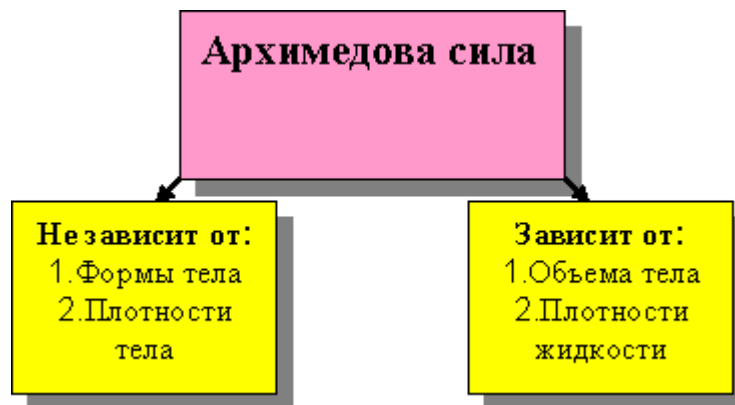 Архимедова сила
Не зависит от:
1.Формы тела
2.Плотности
тела
Зависит от:
1.Объема тела
2.Плотности
жидкости